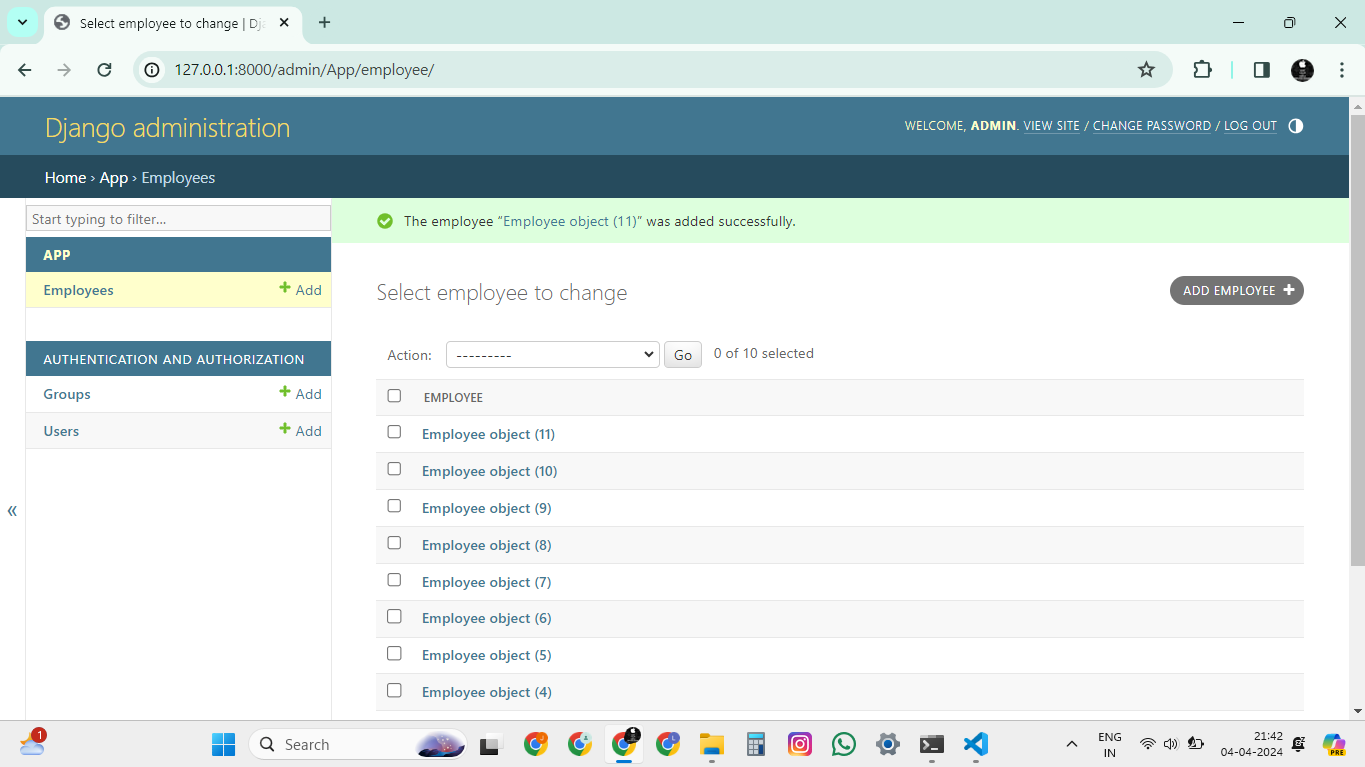 Select employee to change | Dj
127.0.0.1:8000/admin/App/employee/
Django administration
WELCOME, ADMIN. VIEW SITE / CHANGE PASSWORD / LOG OUT
Home › App › Employees
Start typing to filter...
The employee “Employee object (11)” was added successfully.
APP
Employees + Add
AUTHENTICATION AND AUTHORIZATION
Groups + Add
Users + Add
«
Select employee to change
ADD EMPLOYEE +
Action: --------- Go 0 of 10 selected
EMPLOYEE
Employee object (11)
Employee object (10)
Employee object (9)
Employee object (8)
Employee object (7)
Employee object (6)
Employee object (5)
Employee object (4)
1
Search
ENG
IN
21:42
04-04-2024
PRE